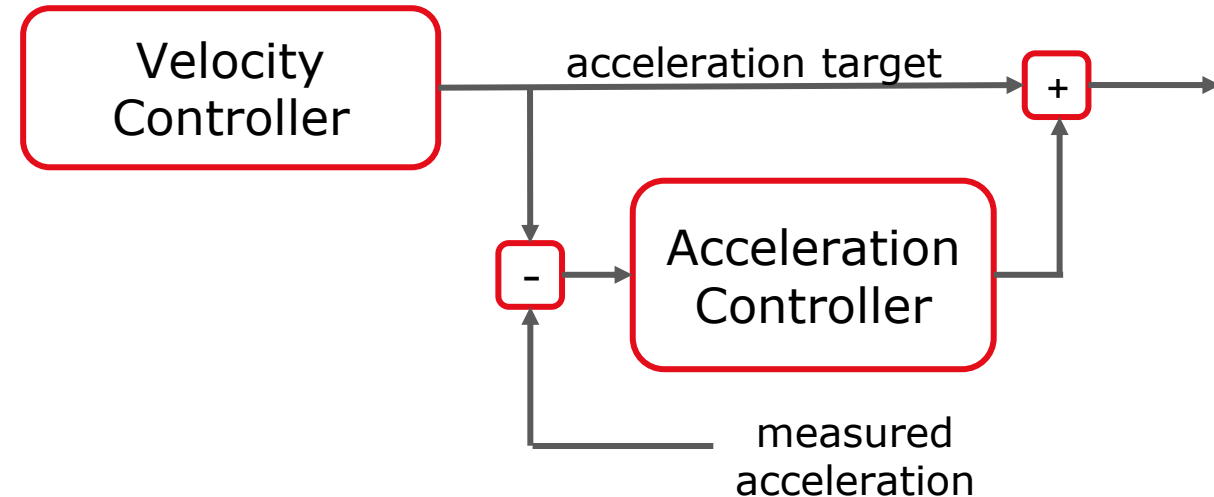 Velocity
Controller
acceleration target
+
-
Acceleration
Controller
measured
acceleration